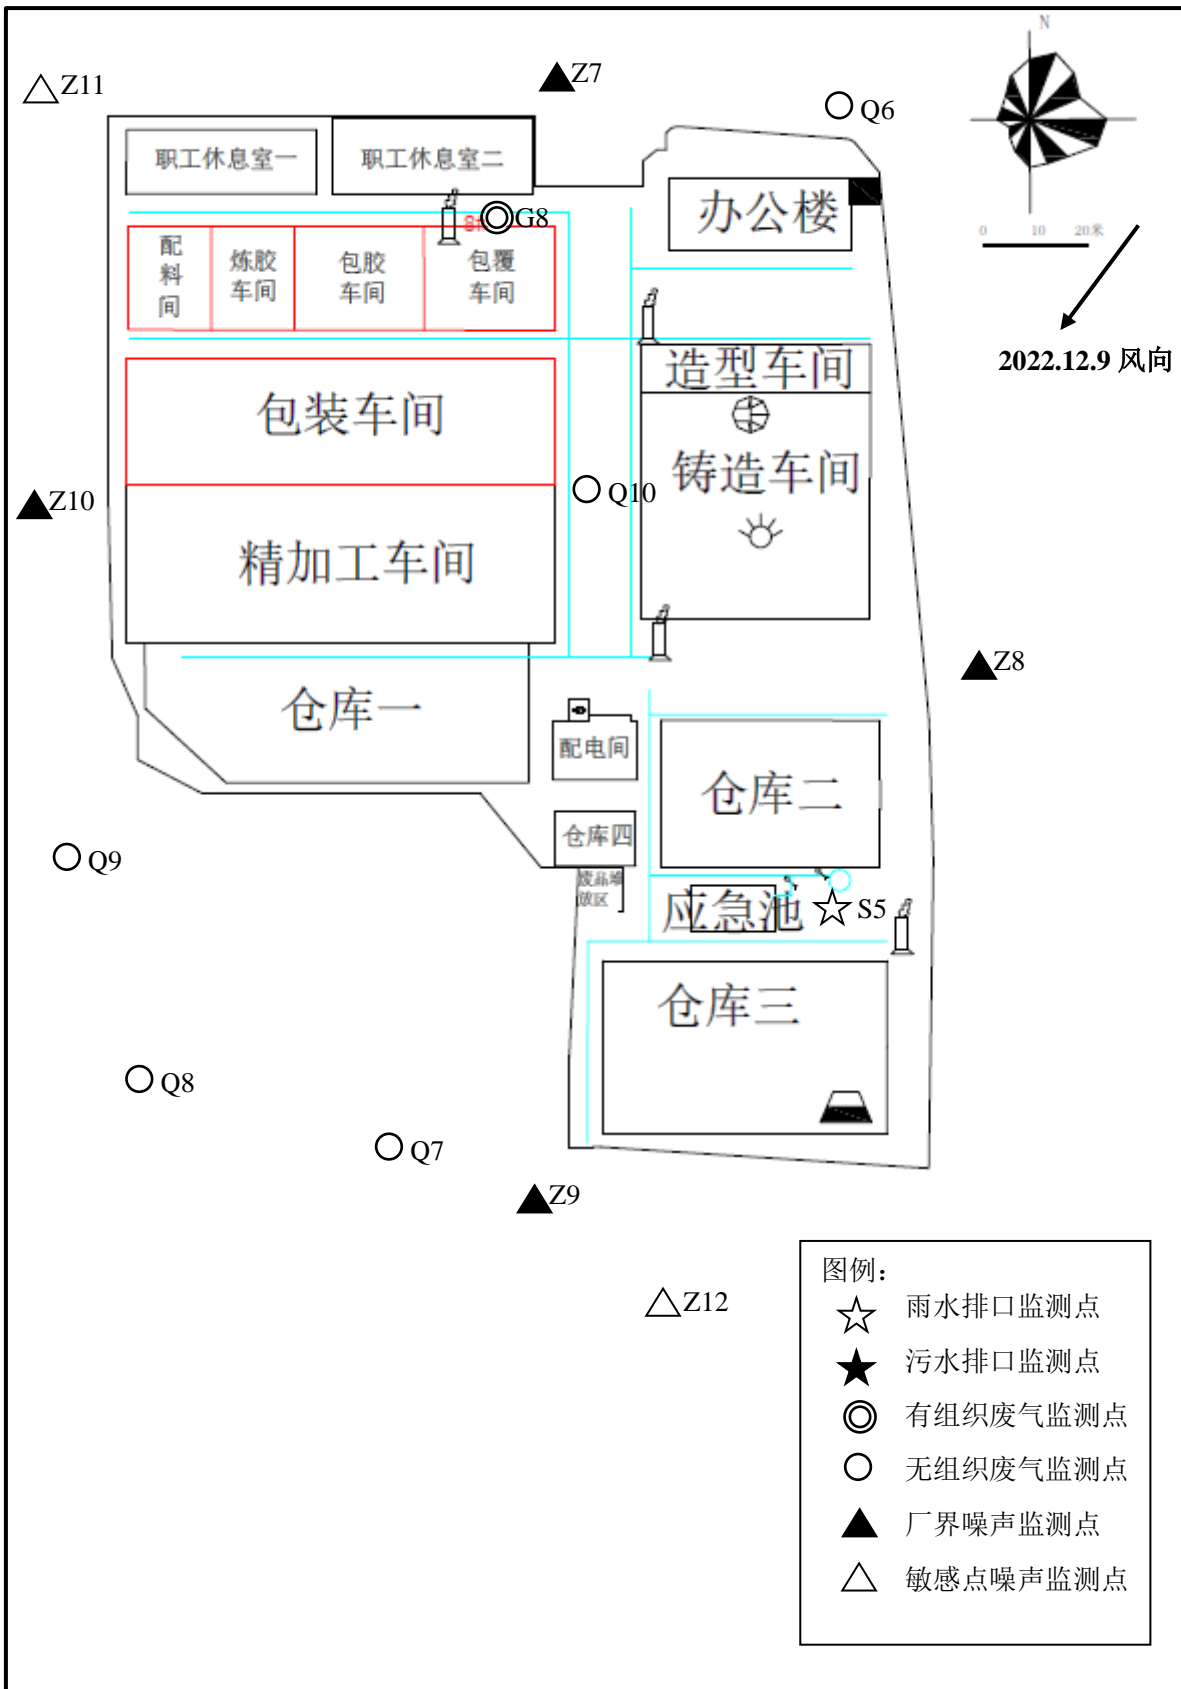 N
Z11
Z7
Q6
职工休息室一
职工休息室二
办公楼
0 10 20米
G8
配料间
炼胶
车间
包胶
车间
包覆
车间
2022.12.9 风向
造型车间
包装车间
铸造车间
Z10
Q10
精加工车间
Z8
仓库一
配电间
仓库二
仓库四
Q9
废品堆
放区
应急池
S5
仓库三
Q8
Q7
Z9
Z12
图例：
雨水排口监测点
污水排口监测点
有组织废气监测点
无组织废气监测点
厂界噪声监测点
敏感点噪声监测点